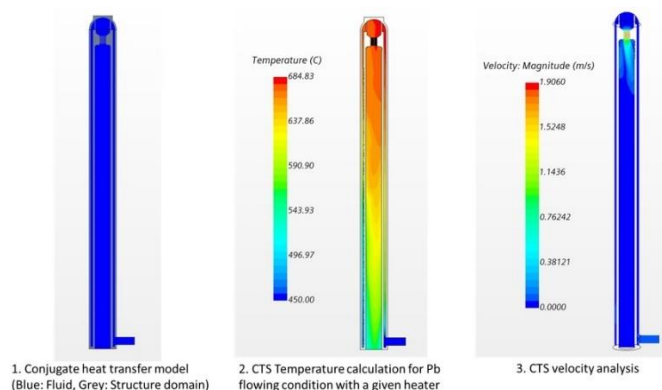 Temperature (C)
684.83
637.86
590.90
543.93
496.97
450.00
Velocity: Magnitude (m/s)
1.9060
1.5248
1.1436
0.76242
0.38121
0.0000
1. Conjugate heat transfer model
(Blue: Fluid, Grey: Structure domain)
2. CTS Temperature calculation for Pb
flowing condition with a given heater
3. CTS velocity analysis